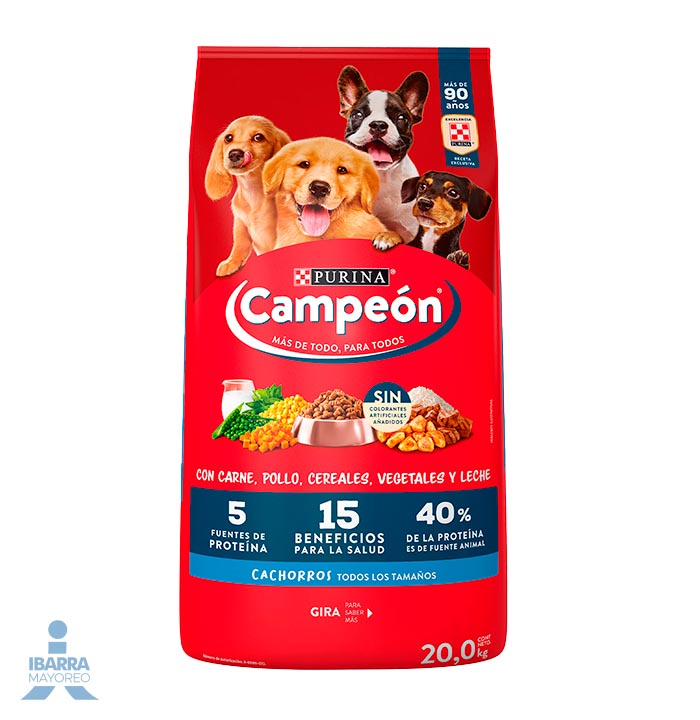 MÁS DE
90
años
EXCELENCIA
PURINA
RECETA
EXCLUSIVA
PURINA®
Campeón®
MÁS DE TODO, PARA TODOS
SIN
COLORANTES
ARTIFICIALES
AÑADIDOS
CON CARNE, POLLO, CEREALES, VEGETALES Y LECHE
5
FUENTES DE
PROTEÍNA
15
BENEFICIOS
PARA LA SALUD
40%
DE LA PROTEÍNA
ES DE FUENTE ANIMAL
CACHORROS TODOS LOS TAMAÑOS
GIRA PARA
SABER
MÁS
CONT.
NETO.
20,0 kg
IBARRA
MAYOREO